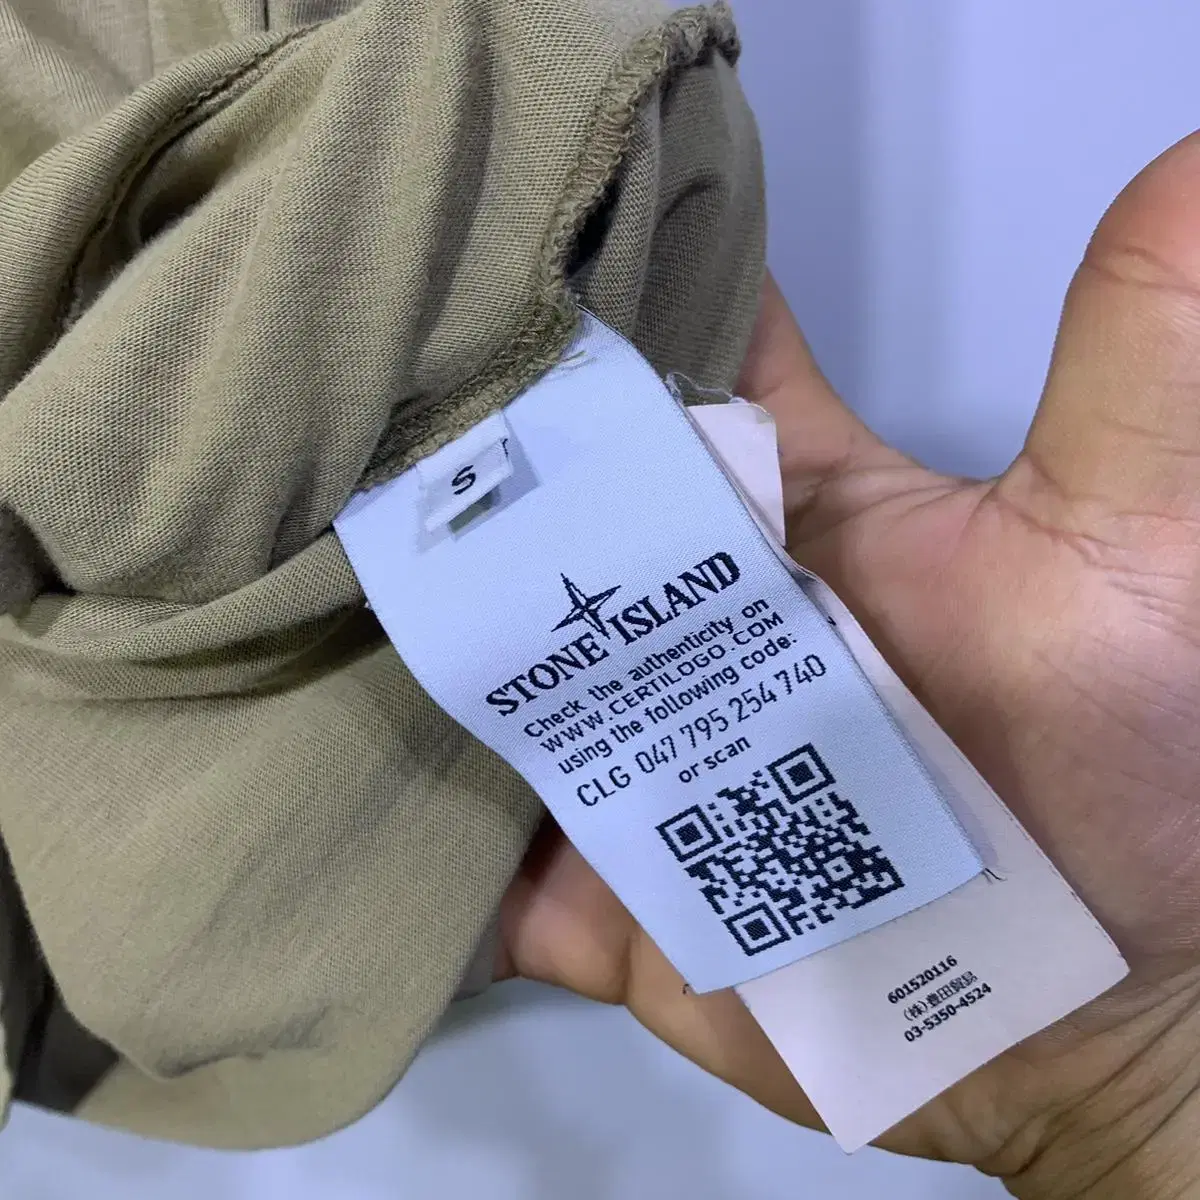 S
STONE ISLAND
Check the authenticity on
WWW.CERTILOGO.COM
using the following code:
CLG 047 795 254 740
or scan
601520116
(株)豊田貿易
03-5350-4524